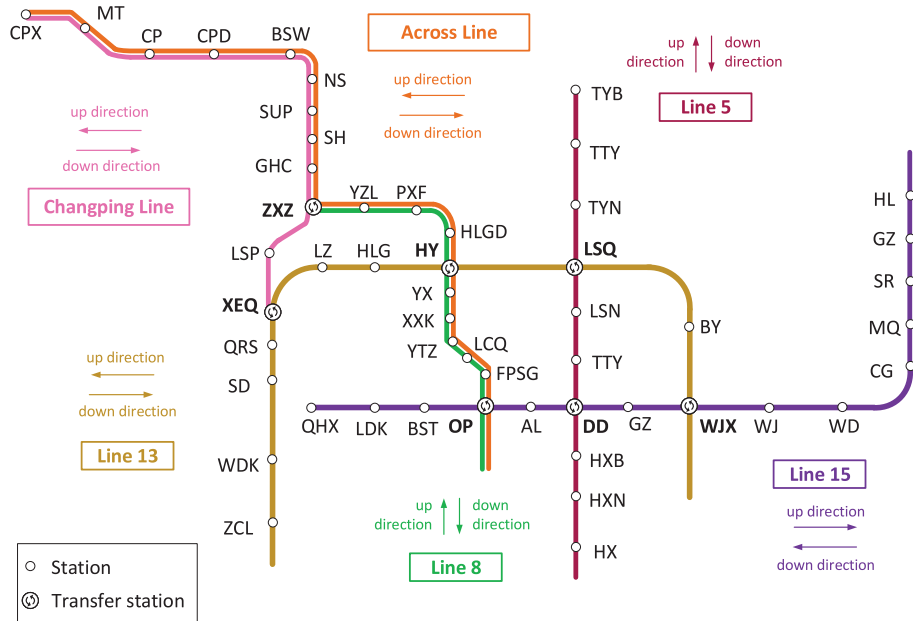 CPX
MT
CP
CPD
BSW
Across Line
up
direction
down
direction
NS
TYB
Line 5
up direction
down direction
up direction
down direction
SUP
SH
TTY
GHC
Changping Line
ZXZ
YZL
PXF
TYN
HL
HLGD
GZ
LSP
LZ
HLG
HY
LSQ
SR
XEQ
YX
LSN
XXK
BY
MQ
QRS
YTZ
LCQ
TTY
CG
up direction
down direction
SD
FPSG
QHX
LDK
BST
OP
AL
DD
GZ
WJX
WJ
WD
Line 13
WDK
HXB
Line 15
HXN
up
direction
down
direction
up direction
down direction
ZCL
HX
Line 8
Station
Transfer station